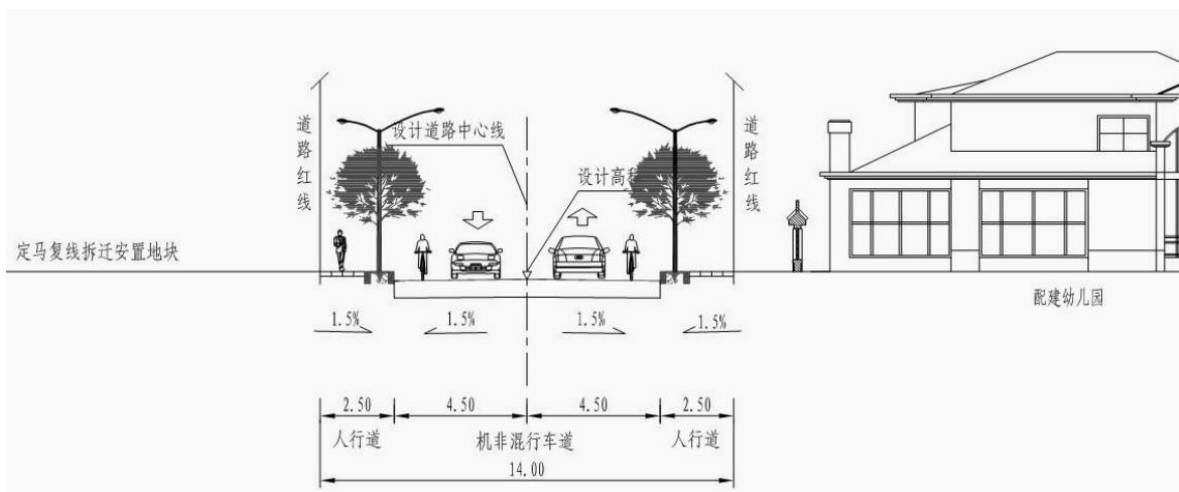 道路红线
设计道路中心线
道路红线
设计高程
定马复线拆迁安置地块
配建幼儿园
1.5%
1.5%
1.5%
1.5%
2.50
4.50
4.50
2.50
人行道
机非混行车道
人行道
14.00